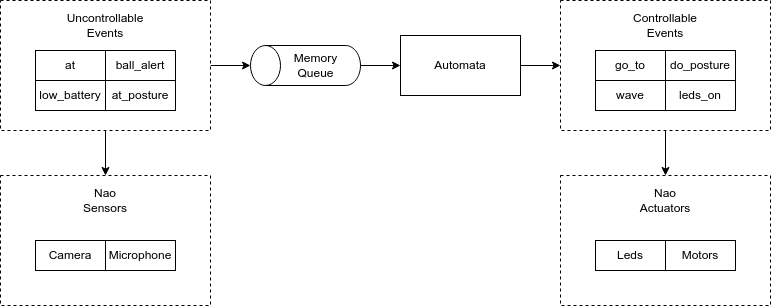 Uncontrollable
Events
at
ball_alert
low_battery
at_posture
Memory
Queue
Automata
Controllable
Events
go_to
do_posture
wave
leds_on
Nao
Sensors
Camera
Microphone
Nao
Actuators
Leds
Motors